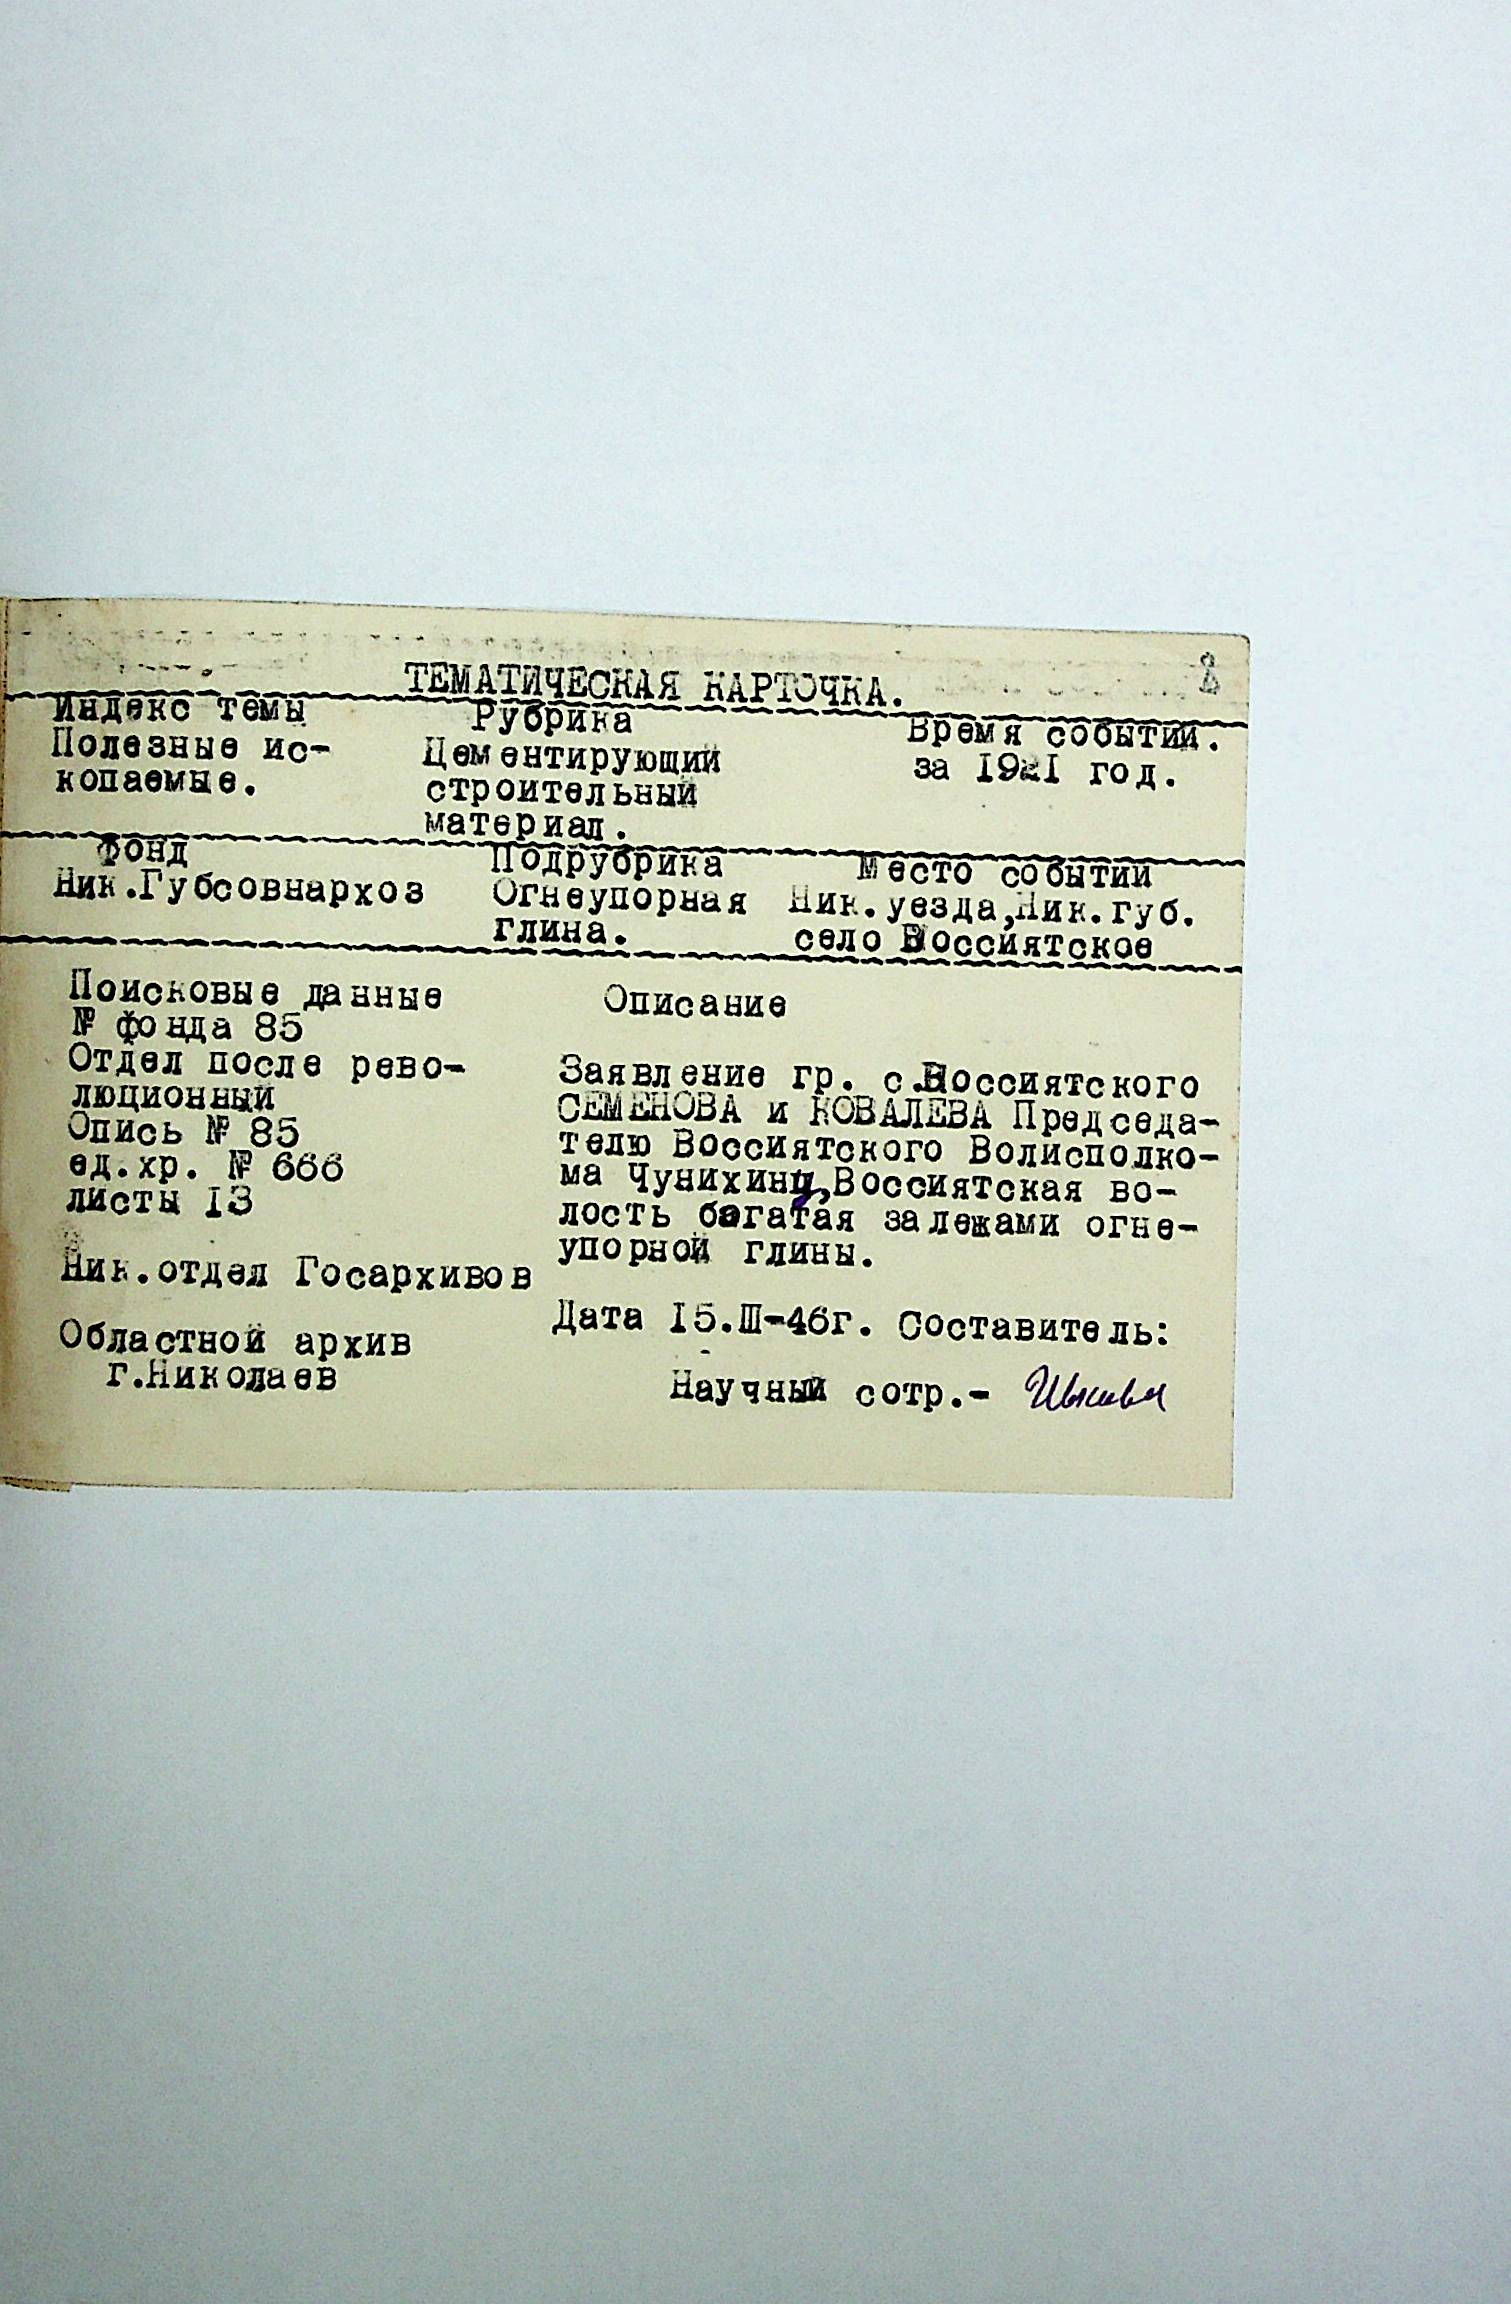 8
ТЕМАТИЧЕСКАЯ КАРТОЧКА.
Индекс темы Рубрика Время событий.
Полезные ис- Цементирующий за 1921 год.
копаемые. строительный
материал.
Фонд Подрубрика Место событий
Ник.Губсовнархоз Огнеупорная Ник.уезда,Ник.губ.
глина. село Воссиятское
Поисковые данные
№ фонда 85
Отдел после рево-
люционный
Опись № 85
ед.хр. № 666
листы 13
Ник.отдел Госархивов
Областной архив
г.Николаев
Описание
Заявление гр. с.Воссиятского
СЕМЕНОВА и КОВАЛЕВА Председа-
телю Воссиятского Волисполко-
ма Чунихину,Воссиятская во-
лость богатая залежами огне-
упорной глины.
Дата 15.III-46г. Составитель:
Научный сотр.-